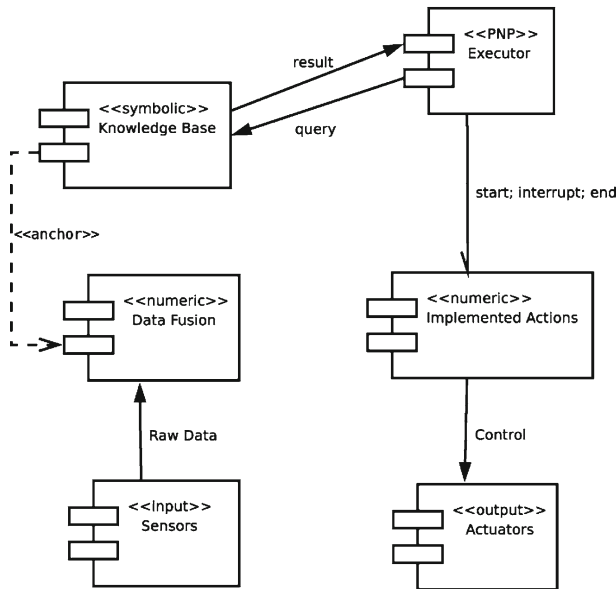 <<PNP>>
Executor
result
<<symbolic>>
Knowledge Base
query
start; interrupt; end
<<anchor>>
<<numeric>>
Data Fusion
<<numeric>>
Implemented Actions
Raw Data
Control
<<input>>
Sensors
<<output>>
Actuators